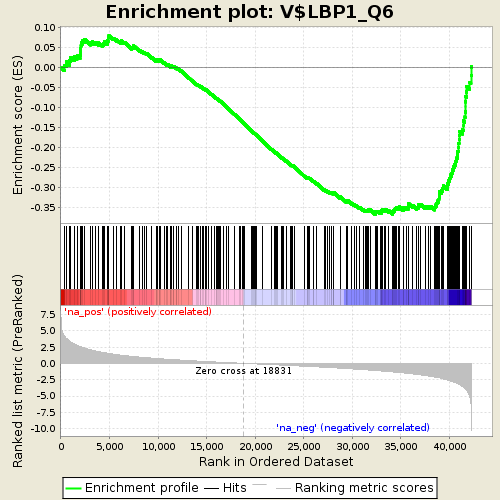 Enrichment plot: V$LBP1_Q6
Enrichment score (ES)
0.10
0.05
0.00
-0.05
-0.10
-0.15
-0.20
-0.25
-0.30
-0.35
'na_pos' (positively correlated)
Ranked list metric (PreRanked)
7.5
5.0
2.5
0.0
-2.5
-5.0
-7.5
-10.0
Zero cross at 18831
'na_neg' (negatively correlated)
0
5,000
10,000
15,000
20,000
25,000
30,000
35,000
40,000
Rank in Ordered Dataset
Enrichment profile
Hits
Ranking metric scores